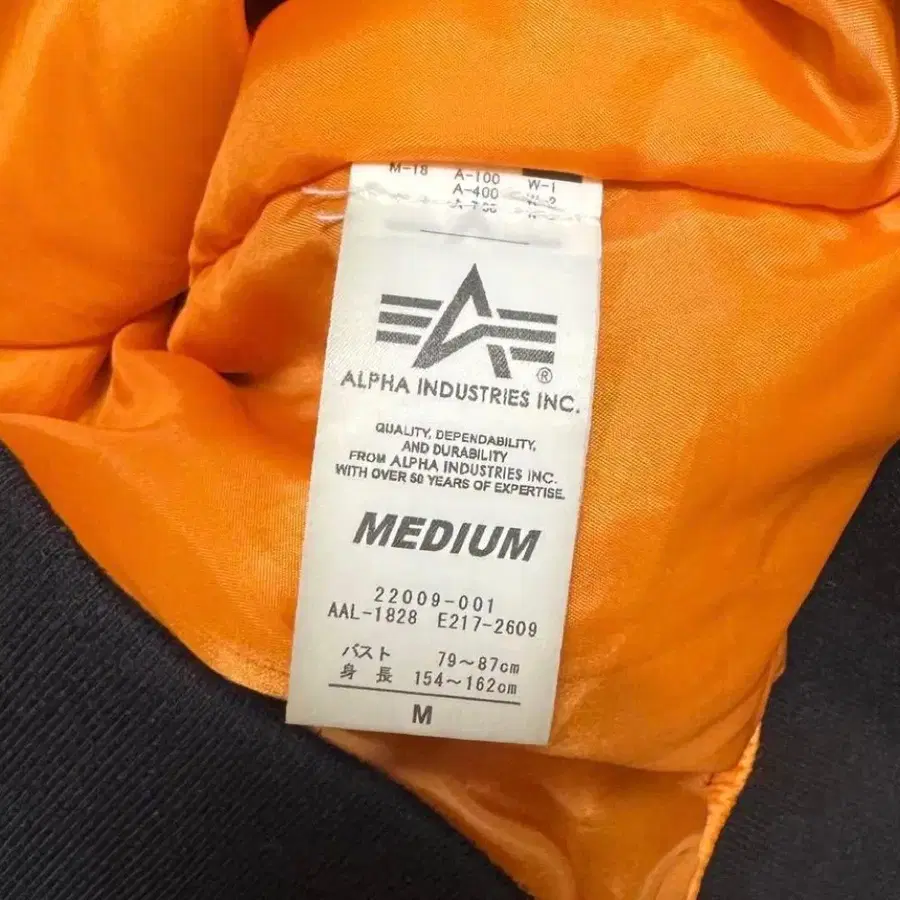 M-18 A-100 W-1
A-400 W-2
ALPHA INDUSTRIES INC.
QUALITY, DEPENDABILITY,
AND DURABILITY
FROM ALPHA INDUSTRIES INC.
WITH OVER 50 YEARS OF EXPERTISE.
MEDIUM
22009-001
AAL-1828 E217-2609
バスト 79～87cm
身長 154～162cm
M